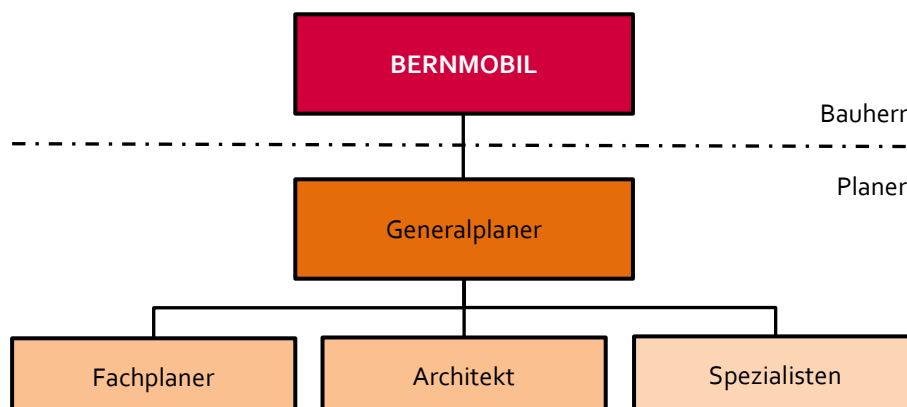 BERNMOBIL
Bauherr
Planer
Generalplaner
Fachplaner
Architekt
Spezialisten